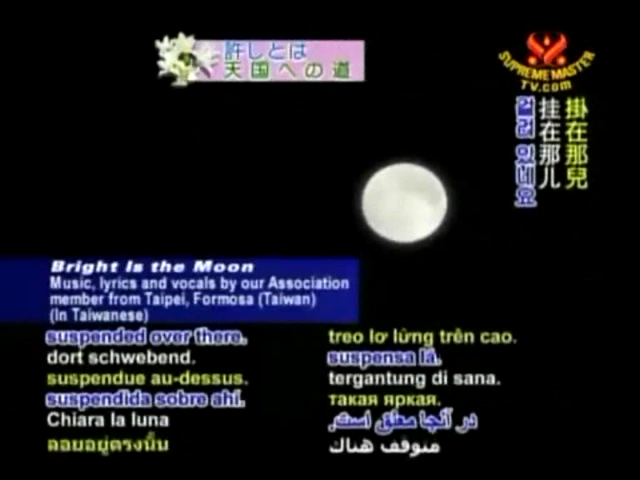 許しとは
天国への道
SUPREME MASTER
TV.com
掛在那兒
挂在那儿
걸려 있네요
Bright Is the Moon
Music, lyrics and vocals by our Association
member from Taipei, Formosa (Taiwan)
(In Taiwanese)
suspended over there.
dort schwebend.
suspendue au-dessus.
suspendida sobre ahí.
Chiara la luna
ลอยอยู่ตรงนั้น
treo lơ lửng trên cao.
suspensa lá.
tergantung di sana.
такая яркая.
در آنجا معلق است.
متوقف هناك